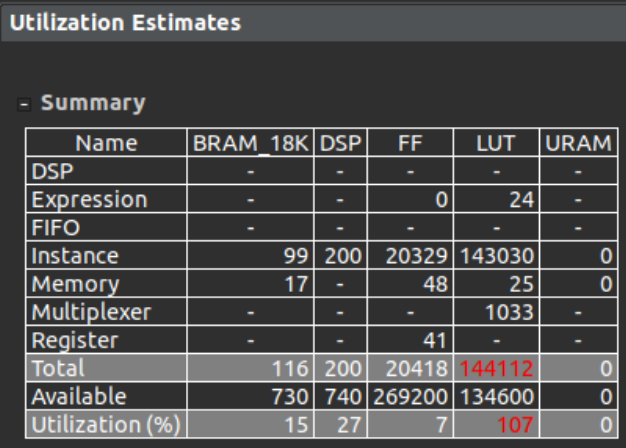 Utilization Estimates
- Summary
Name BRAM_18K DSP FF LUT URAM
DSP - - - - -
Expression - - 0 24 -
FIFO - - - - -
Instance 99 200 20329 143030 0
Memory 17 - 48 25 0
Multiplexer - - - 1033 -
Register - - 41 - -
Total 116 200 20418 144112 0
Available 730 740 269200 134600 0
Utilization (%) 15 27 7 107 0